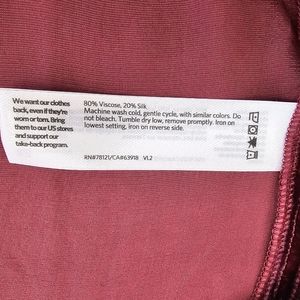 We want our clothes
back, even if they're
worn or torn. Bring
them to our US stores
and support our
take-back program.
80% Viscose, 20% Silk
Machine wash cold, gentle cycle, with similar colors. Do
not bleach. Tumble dry low, remove promptly. Iron on
lowest setting, iron on reverse side.
RN#78121/CA#63918 VL2